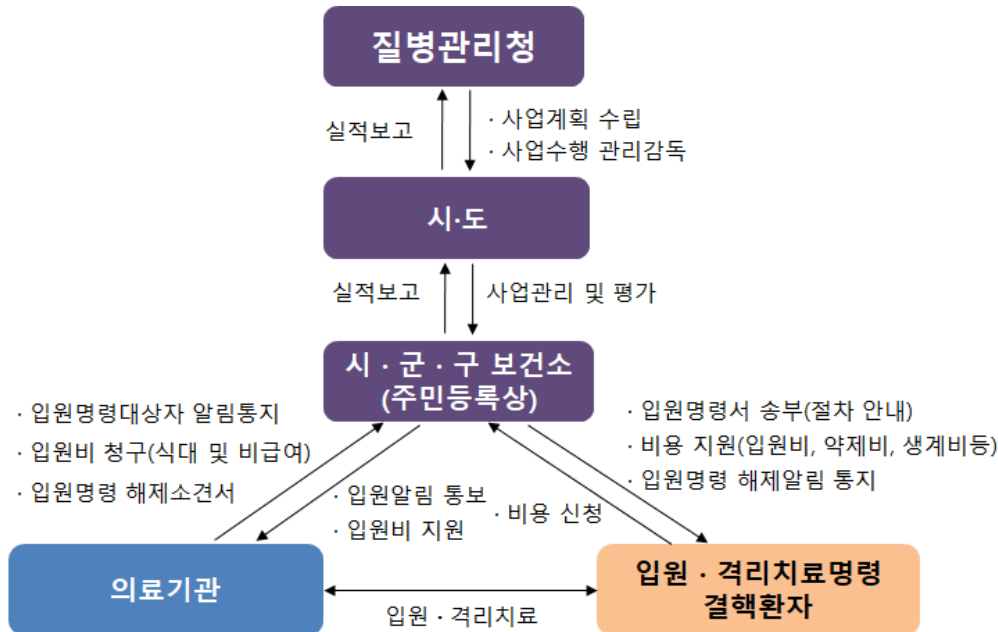 질병관리청
실적보고
· 사업계획 수립
· 사업수행 관리감독
시·도
실적보고
사업관리 및 평가
시 · 군 · 구 보건소
(주민등록상)
· 입원명령대상자 알림통지
· 입원비 청구(식대 및 비급여)
· 입원명령 해제소견서
· 입원알림 통보
· 입원비 지원
· 비용 신청
· 입원명령서 송부(절차 안내)
· 비용 지원(입원비, 약제비, 생계비등)
· 입원명령 해제알림 통지
의료기관
입원 · 격리치료
입원 · 격리치료명령
결핵환자